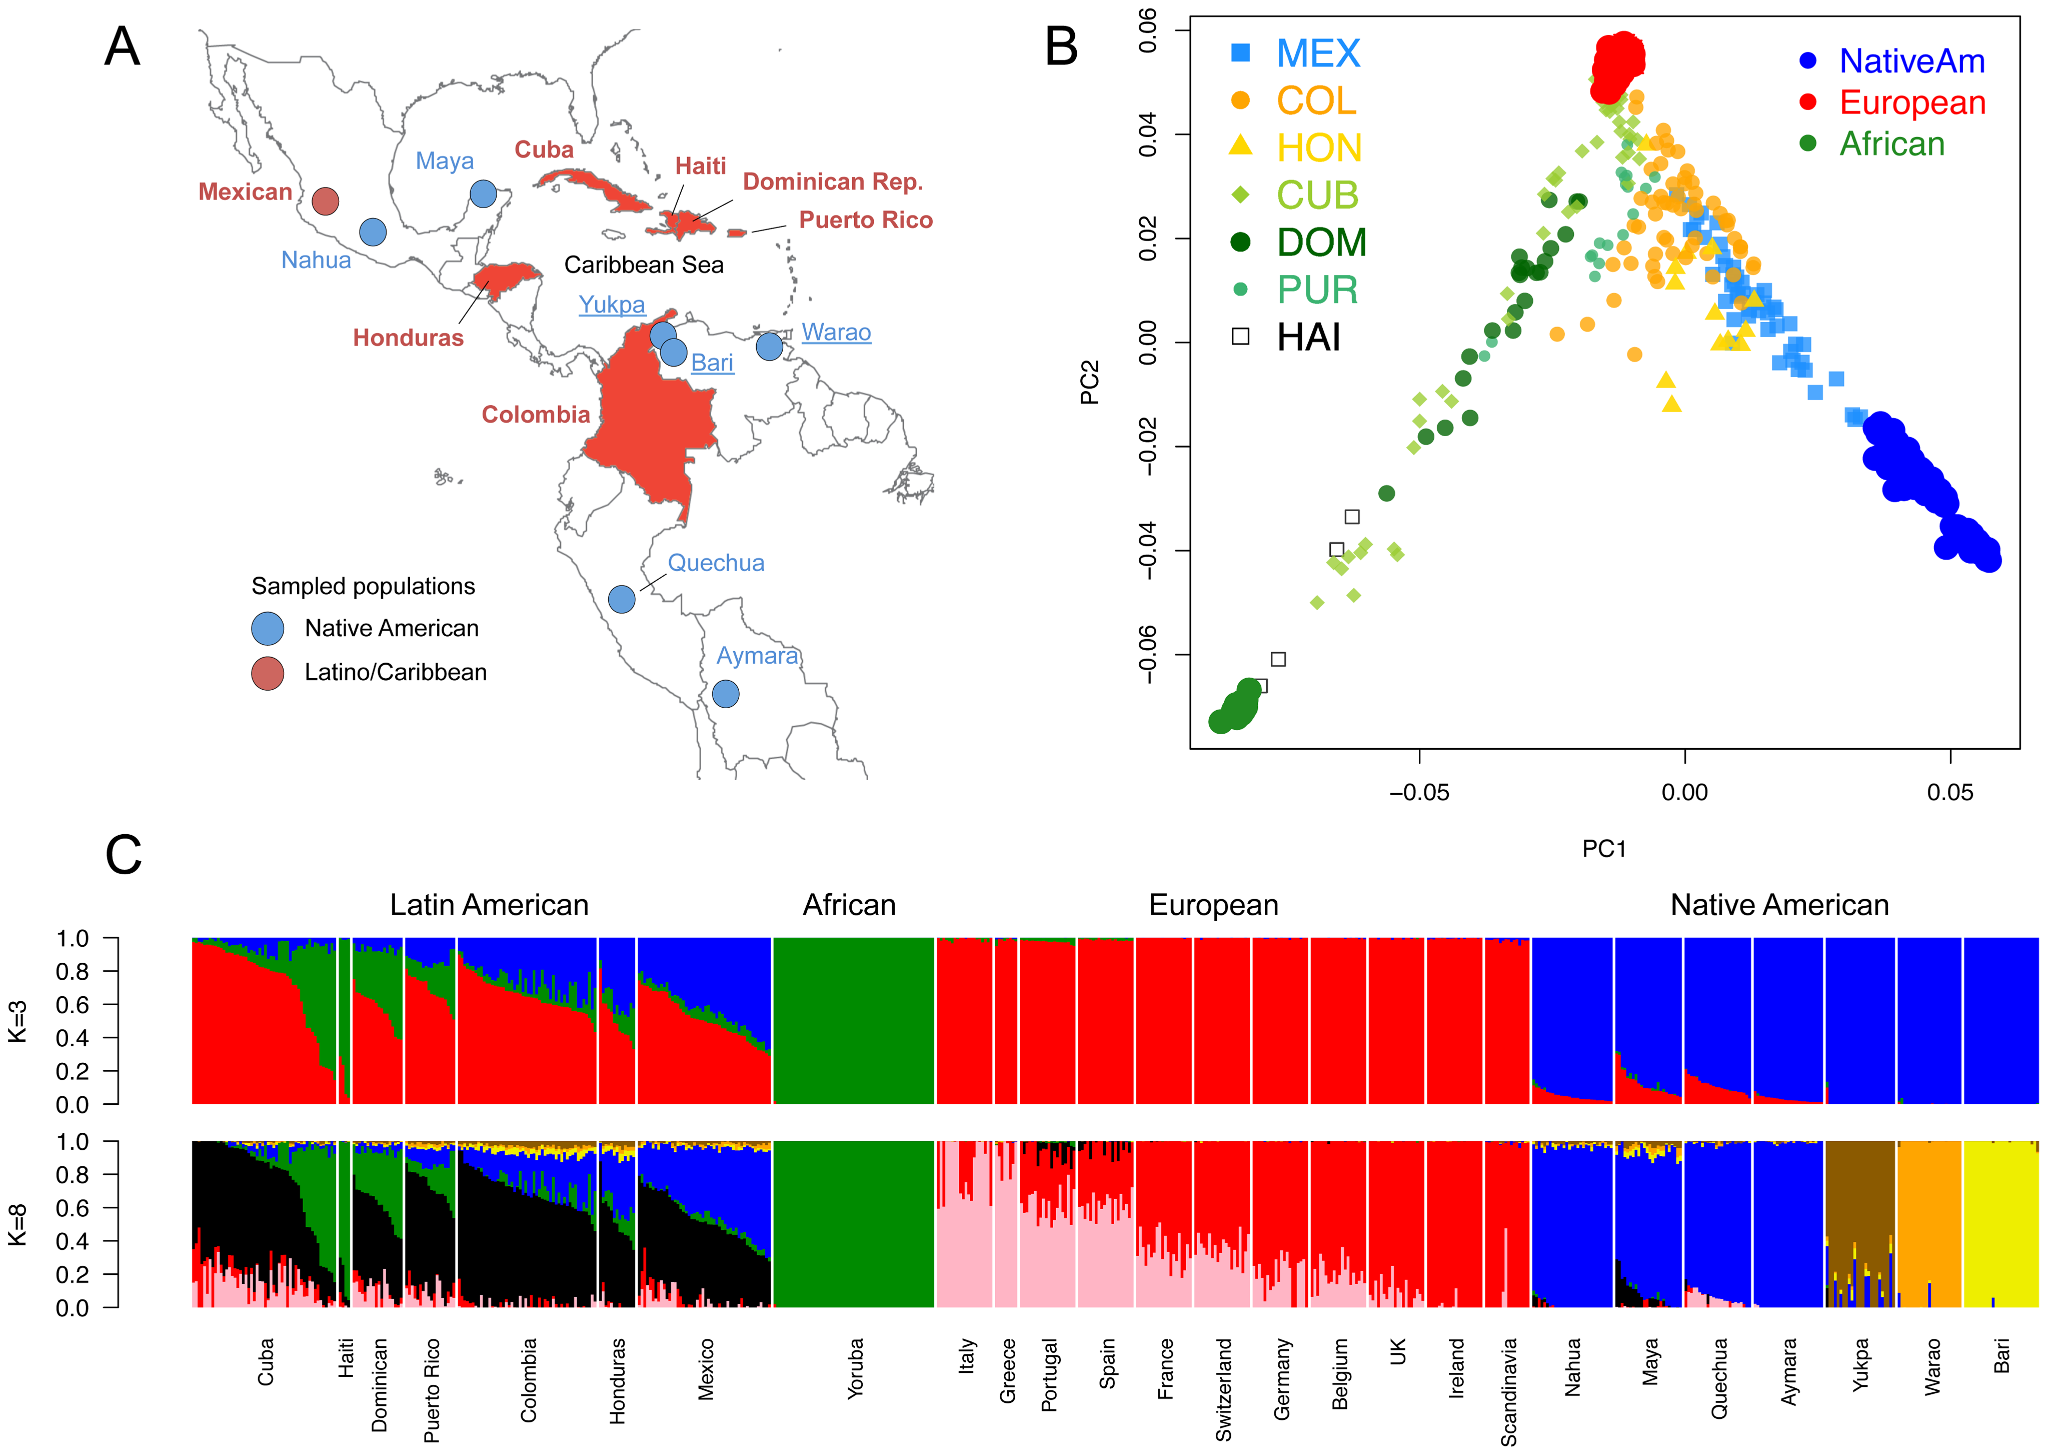 A
Maya
Cuba
Haiti
Mexican
Dominican Rep.
Puerto Rico
Nahua
Caribbean Sea
Yukpa
Honduras
Warao
Bari
Colombia
Quechua
Sampled populations
Native American
Latino/Caribbean
Aymara
B
MEX
COL
HON
CUB
DOM
PUR
HAI
NativeAm
European
African
0.06
0.04
0.02
0.00
−0.02
−0.04
−0.06
PC2
−0.05
0.00
0.05
PC1
C
Latin American
African
European
Native American
1.0
0.8
0.6
0.4
0.2
0.0
K=3
1.0
0.8
0.6
0.4
0.2
0.0
K=8
Cuba
Haiti
Dominican
Puerto Rico
Colombia
Honduras
Mexico
Yoruba
Italy
Greece
Portugal
Spain
France
Switzerland
Germany
Belgium
UK
Ireland
Scandinavia
Nahua
Maya
Quechua
Aymara
Yukpa
Warao
Bari